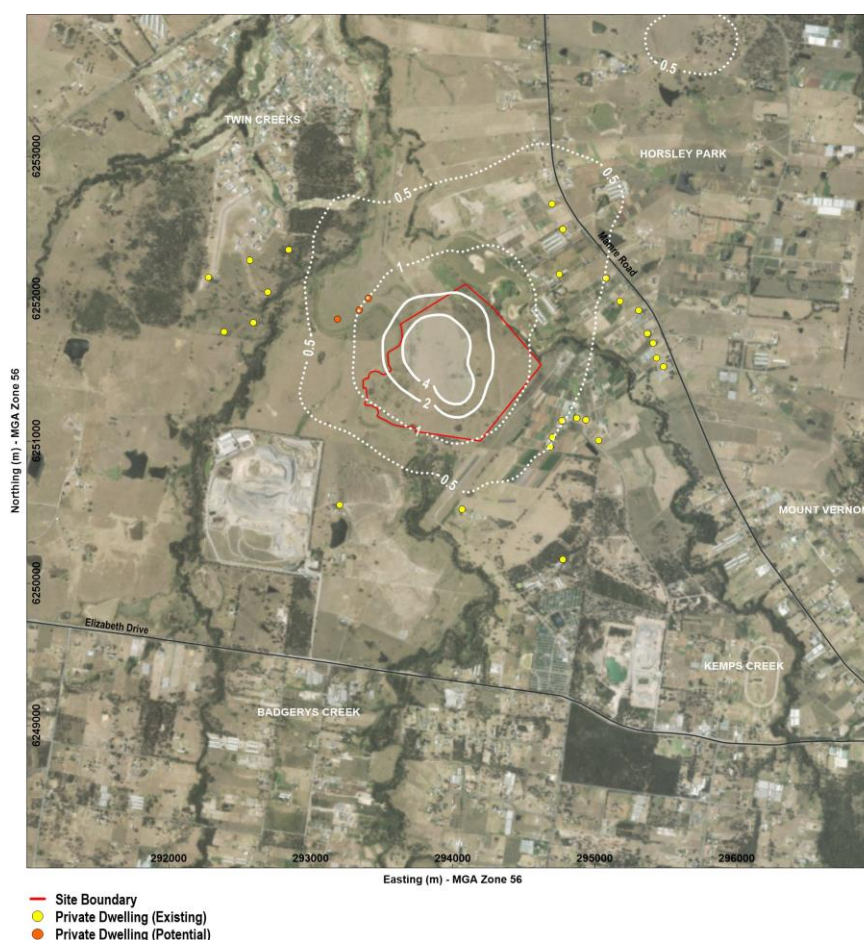 0.5
TWIN CREEKS
HORSLEY PARK
0.5
0.5
Mamre Road
1
0.5
4
2
1
0.5
MOUNT VERNON
Elizabeth Drive
KEMPS CREEK
BADGERYS CREEK
6253000
6252000
6251000
6250000
6249000
Northing (m) - MGA Zone 56
292000 293000 294000 295000 296000
Easting (m) - MGA Zone 56
Site Boundary
Private Dwelling (Existing)
Private Dwelling (Potential)